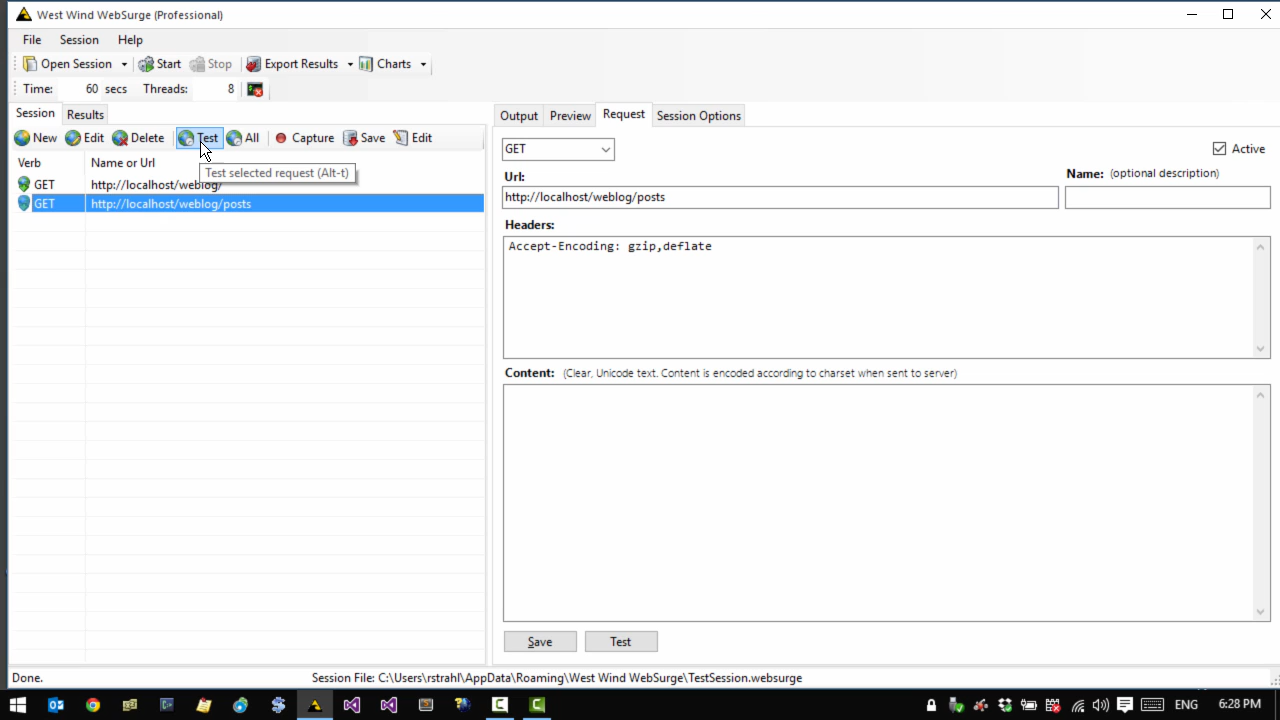 West Wind WebSurge (Professional)
File Session Help
Open Session Start Stop Export Results Charts
Time: 60 secs Threads: 8
Session Results
New Edit Delete Test All Capture Save Edit
Verb Name or Url
Test selected request (Alt-t)
GET http://localhost/weblog/
GET http://localhost/weblog/posts
Output Preview Request Session Options
GET Active
Url: Name: (optional description)
http://localhost/weblog/posts
Headers:
Accept-Encoding: gzip,deflate
Content: (Clear, Unicode text. Content is encoded according to charset when sent to server)
Save Test
Done. Session File: C:\Users\rstrahl\AppData\Roaming\West Wind WebSurge\TestSession.websurge
ENG 6:28 PM